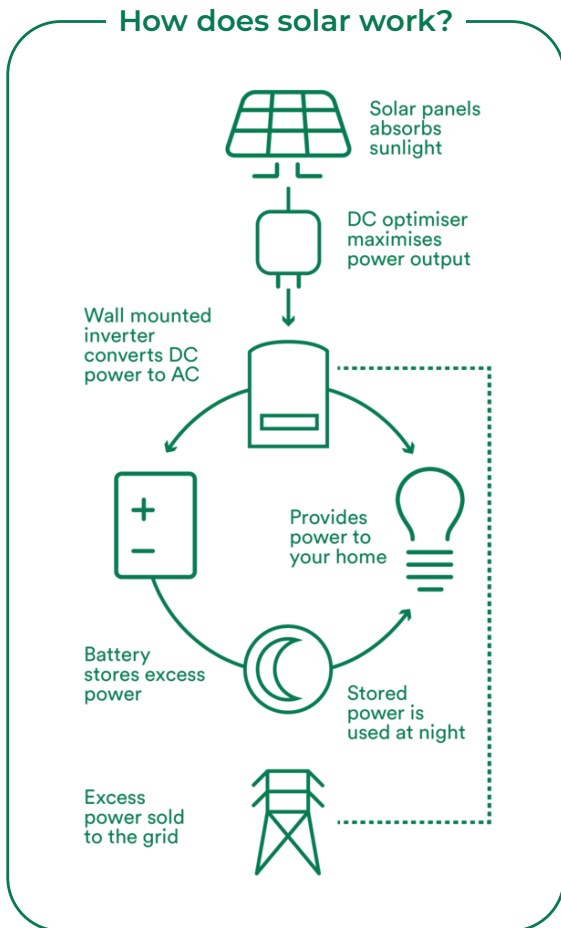 How does solar work?
Solar panels
absorbs
sunlight
DC optimiser
maximises
power output
Wall mounted
inverter
converts DC
power to AC
Provides
power to
your home
Battery
stores excess
power
Stored
power is
used at night
Excess
power sold
to the grid